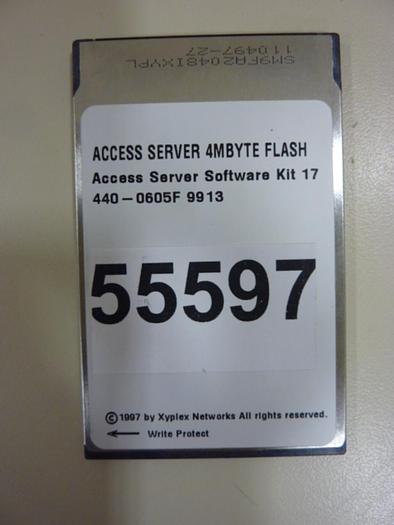 SM9FA2048IXYPL
110497-27
ACCESS SERVER 4MBYTE FLASH
Access Server Software Kit 17
440-0605F 9913
55597
©1997 by Xyplex Networks All rights reserved.
← Write Protect